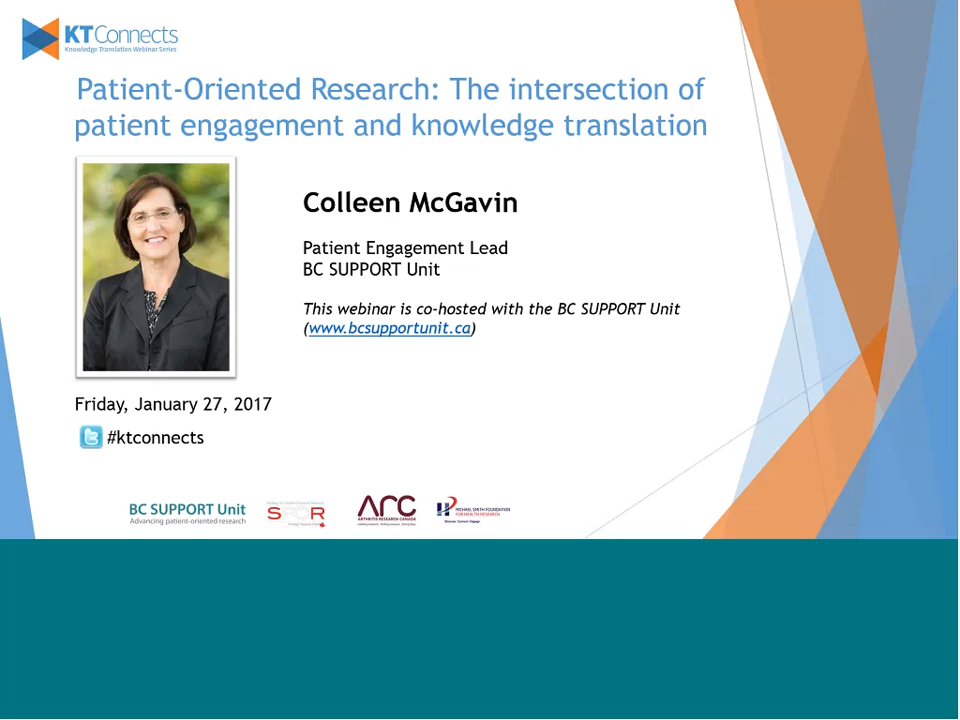 KTConnects
Knowledge Translation Webinar Series
Patient-Oriented Research: The intersection of
patient engagement and knowledge translation
Colleen McGavin
Patient Engagement Lead
BC SUPPORT Unit
This webinar is co-hosted with the BC SUPPORT Unit
(www.bcsupportunit.ca)
Friday, January 27, 2017
#ktconnects
BC SUPPORT Unit
Advancing patient-oriented research
SPOR
ARC
ARTHRITIS RESEARCH CANADA
MICHAEL SMITH FOUNDATION
FOR HEALTH RESEARCH
Discover. Connect. Engage.